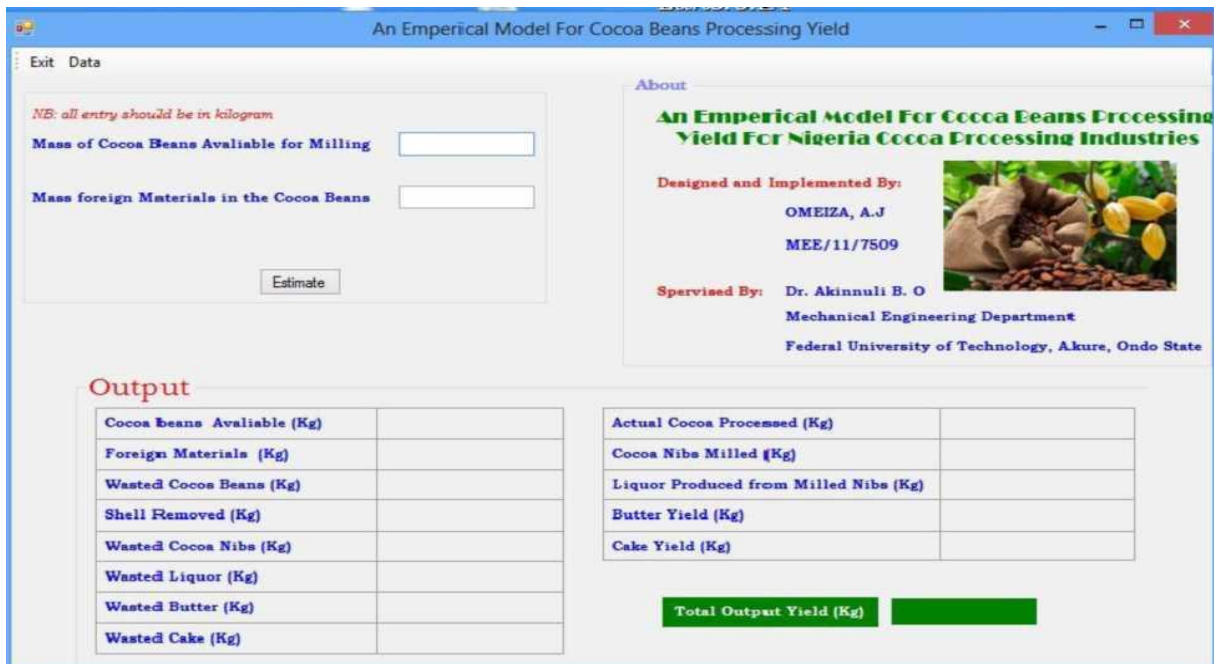 An Emperical Model For Cocoa Beans Processing Yield
Exit Data
NB: all entry should be in kilogram
Mass of Cocoa Beans Avaliable for Milling
Mass foreign Materials in the Cocoa Beans
Estimate
About
An Emperical Model For Cocoa Beans Processing
Yield For Nigeria Cocoa Processing Industries
Designed and Implemented By:
OMEIZA, A.J
MEE/11/7509
Spervised By: Dr. Akinnuli B. O
Mechanical Engineering Department
Federal University of Technology, Akure, Ondo State
Output
Cocoa beans Avaliable (Kg)
Foreign Materials (Kg)
Wasted Cocos Beans (Kg)
Shell Removed (Kg)
Wasted Cocoa Nibs (Kg)
Wasted Liquor (Kg)
Wasted Butter (Kg)
Wasted Cake (Kg)
Actual Cocoa Processed (Kg)
Cocoa Nibs Milled (Kg)
Liquor Produced from Milled Nibs (Kg)
Butter Yield (Kg)
Cake Yield (Kg)
Total Output Yield (Kg)